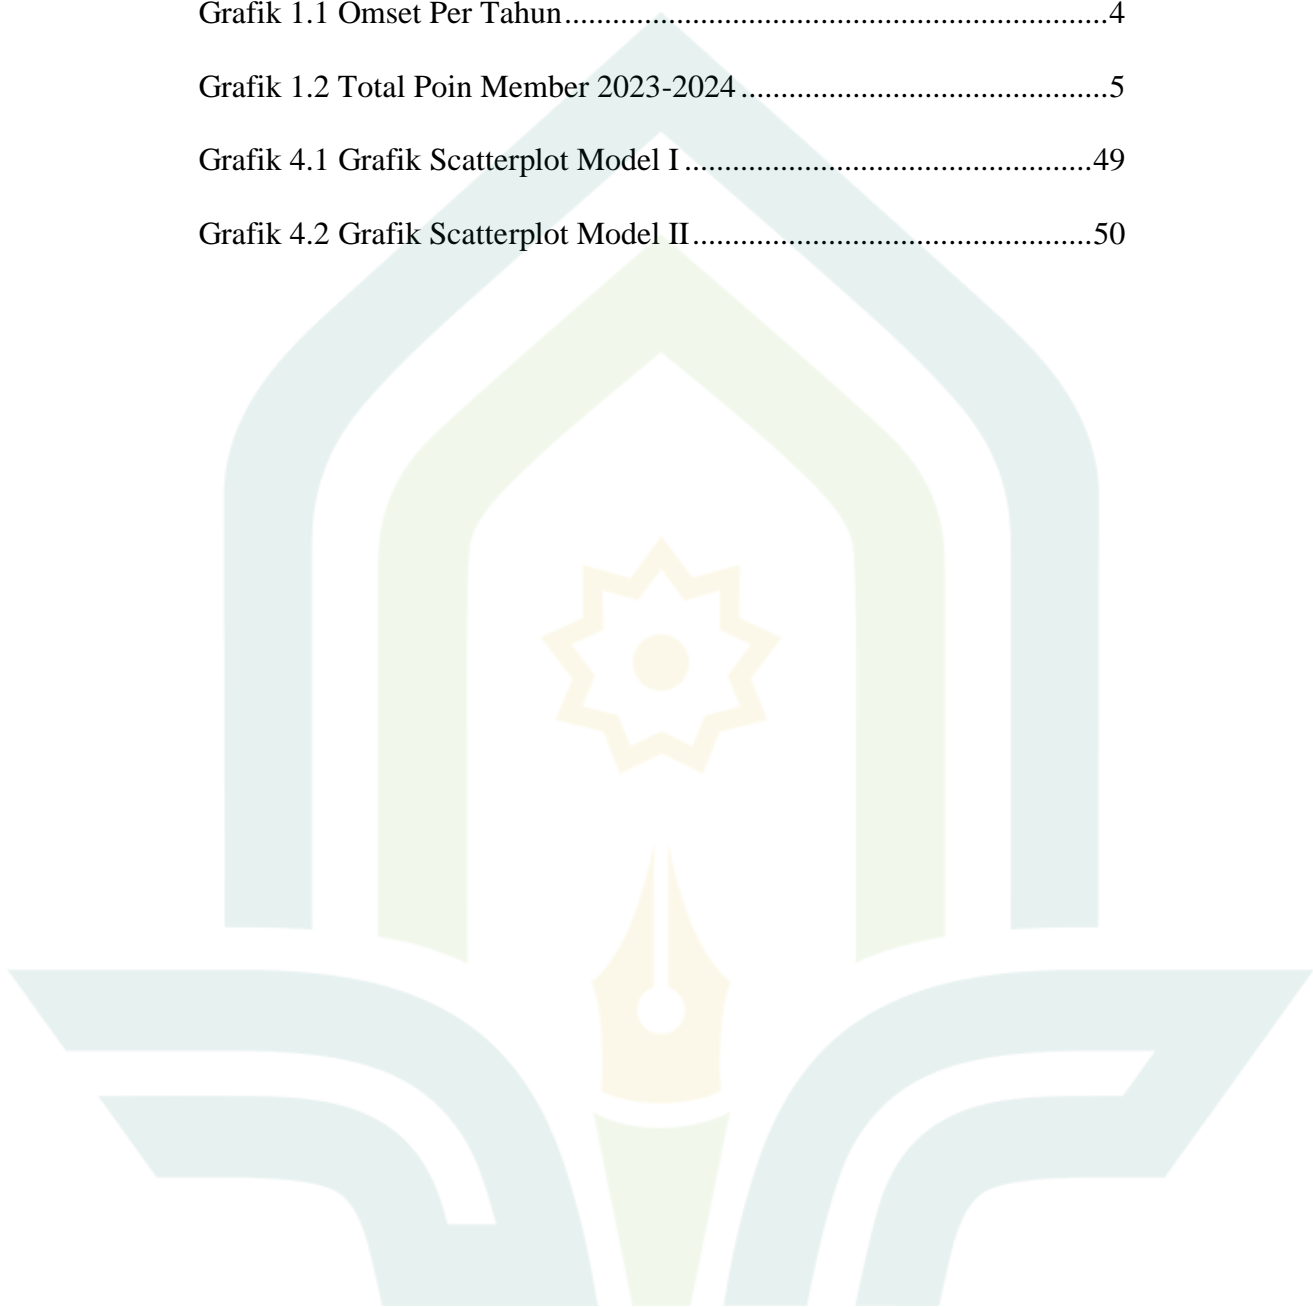 Grafik 1.1 Omset Per Tahun....................................................................4
Grafik 1.2 Total Poin Member 2023-2024..............................................5
Grafik 4.1 Grafik Scatterplot Model I...................................................49
Grafik 4.2 Grafik Scatterplot Model II..................................................50